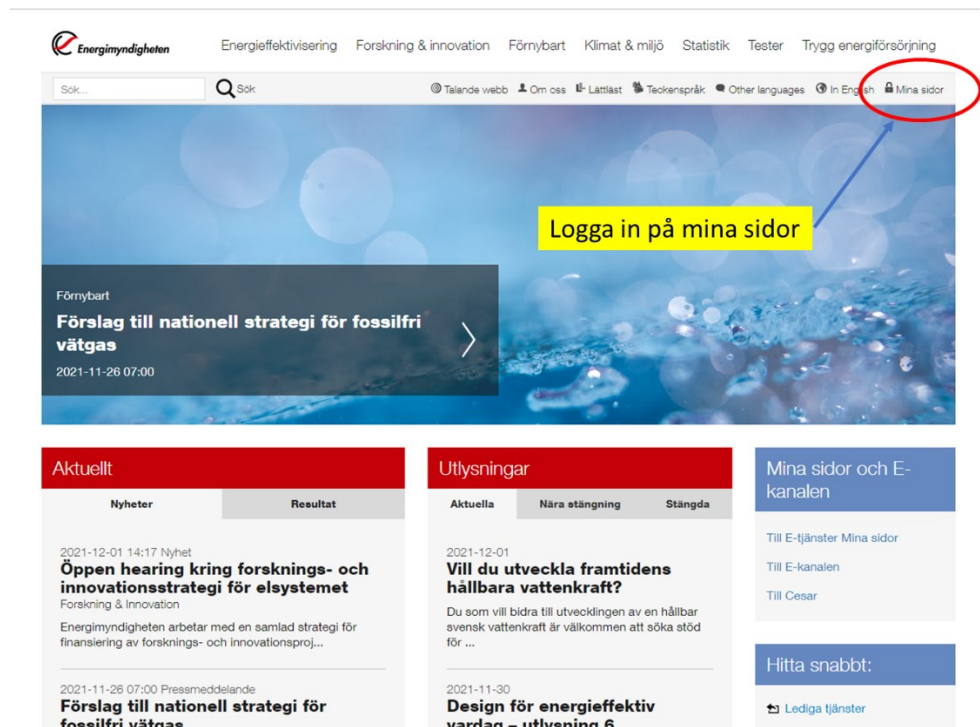 Energimyndigheten
Energieffektivisering Forskning & innovation Förnybart Klimat & miljö Statistik Tester Trygg energiförsörjning
Sök... Sök Talande webb Om oss Lättläst Teckenspråk Other languages In English Mina sidor
Logga in på mina sidor
Förnybart
Förslag till nationell strategi för fossilfri
vätgas
2021-11-26 07:00
Aktuellt
Nyheter Resultat
2021-12-01 14:17 Nyhet
Öppen hearing kring forsknings- och
innovationsstrategi för elsystemet
Forskning & Innovation
Energimyndigheten arbetar med en samlad strategi för
finansiering av forsknings- och innovationsproj...
2021-11-26 07:00 Pressmeddelande
Förslag till nationell strategi för
fossilfri vätgas
Utlysningar
Aktuella Nära stängning Stängda
2021-12-01
Vill du utveckla framtidens
hållbara vattenkraft?
Du som vill bidra till utvecklingen av en hållbar
svensk vattenkraft är välkommen att söka stöd
för ...
2021-11-30
Design för energieffektiv
vardag – utlysning 6
Mina sidor och E-
kanalen
Till E-tjänster Mina sidor
Till E-kanalen
Till Cesar
Hitta snabbt:
Lediga tjänster